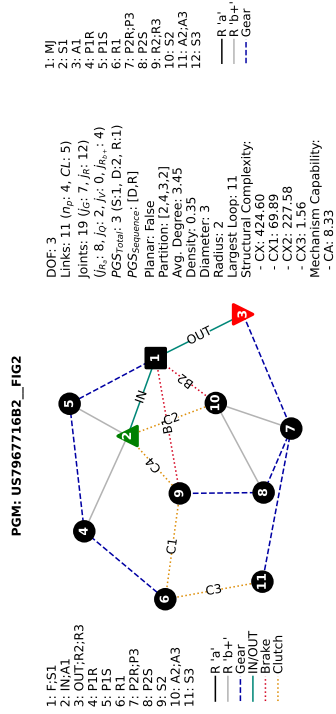 PGM: US7967716B2__FIG2
1: F;S1
2: IN;A1
3: OUT;R2;R3
4: P1R
5: P1S
6: R1
7: P2R;P3
8: P2S
9: S2
10: A2;A3
11: S3
R 'a'
R 'b+'
Gear
IN/OUT
Brake
Clutch
1
2
3
4
5
6
7
8
9
10
11
IN
OUT
B2
B
C2
C4
C1
C3
DOF: 3
Links: 11 (nₚ: 4, CL: 5)
Joints: 19 (j_G: 7, j_R: 12)
(j_Rₐ: 8, j_O: 2, j_V: 0, j_R_b+: 4)
PGS_Total: 3 (S:1, D:2, R:1)
PGS_Sequence: [D,R]
Planar: False
Partition: [2,4,3,2]
Avg. Degree: 3.45
Density: 0.35
Diameter: 3
Radius: 2
Largest Loop: 11
Structural Complexity:
- CX: 424.60
- CX1: 69.89
- CX2: 227.58
- CX3: 1.56
Mechanism Capability:
- CA: 8.33
1: MJ
2: S1
3: A1
4: P1R
5: P1S
6: R1
7: P2R;P3
8: P2S
9: R2;R3
10: S2
11: A2;A3
12: S3
R 'a'
R 'b+'
Gear